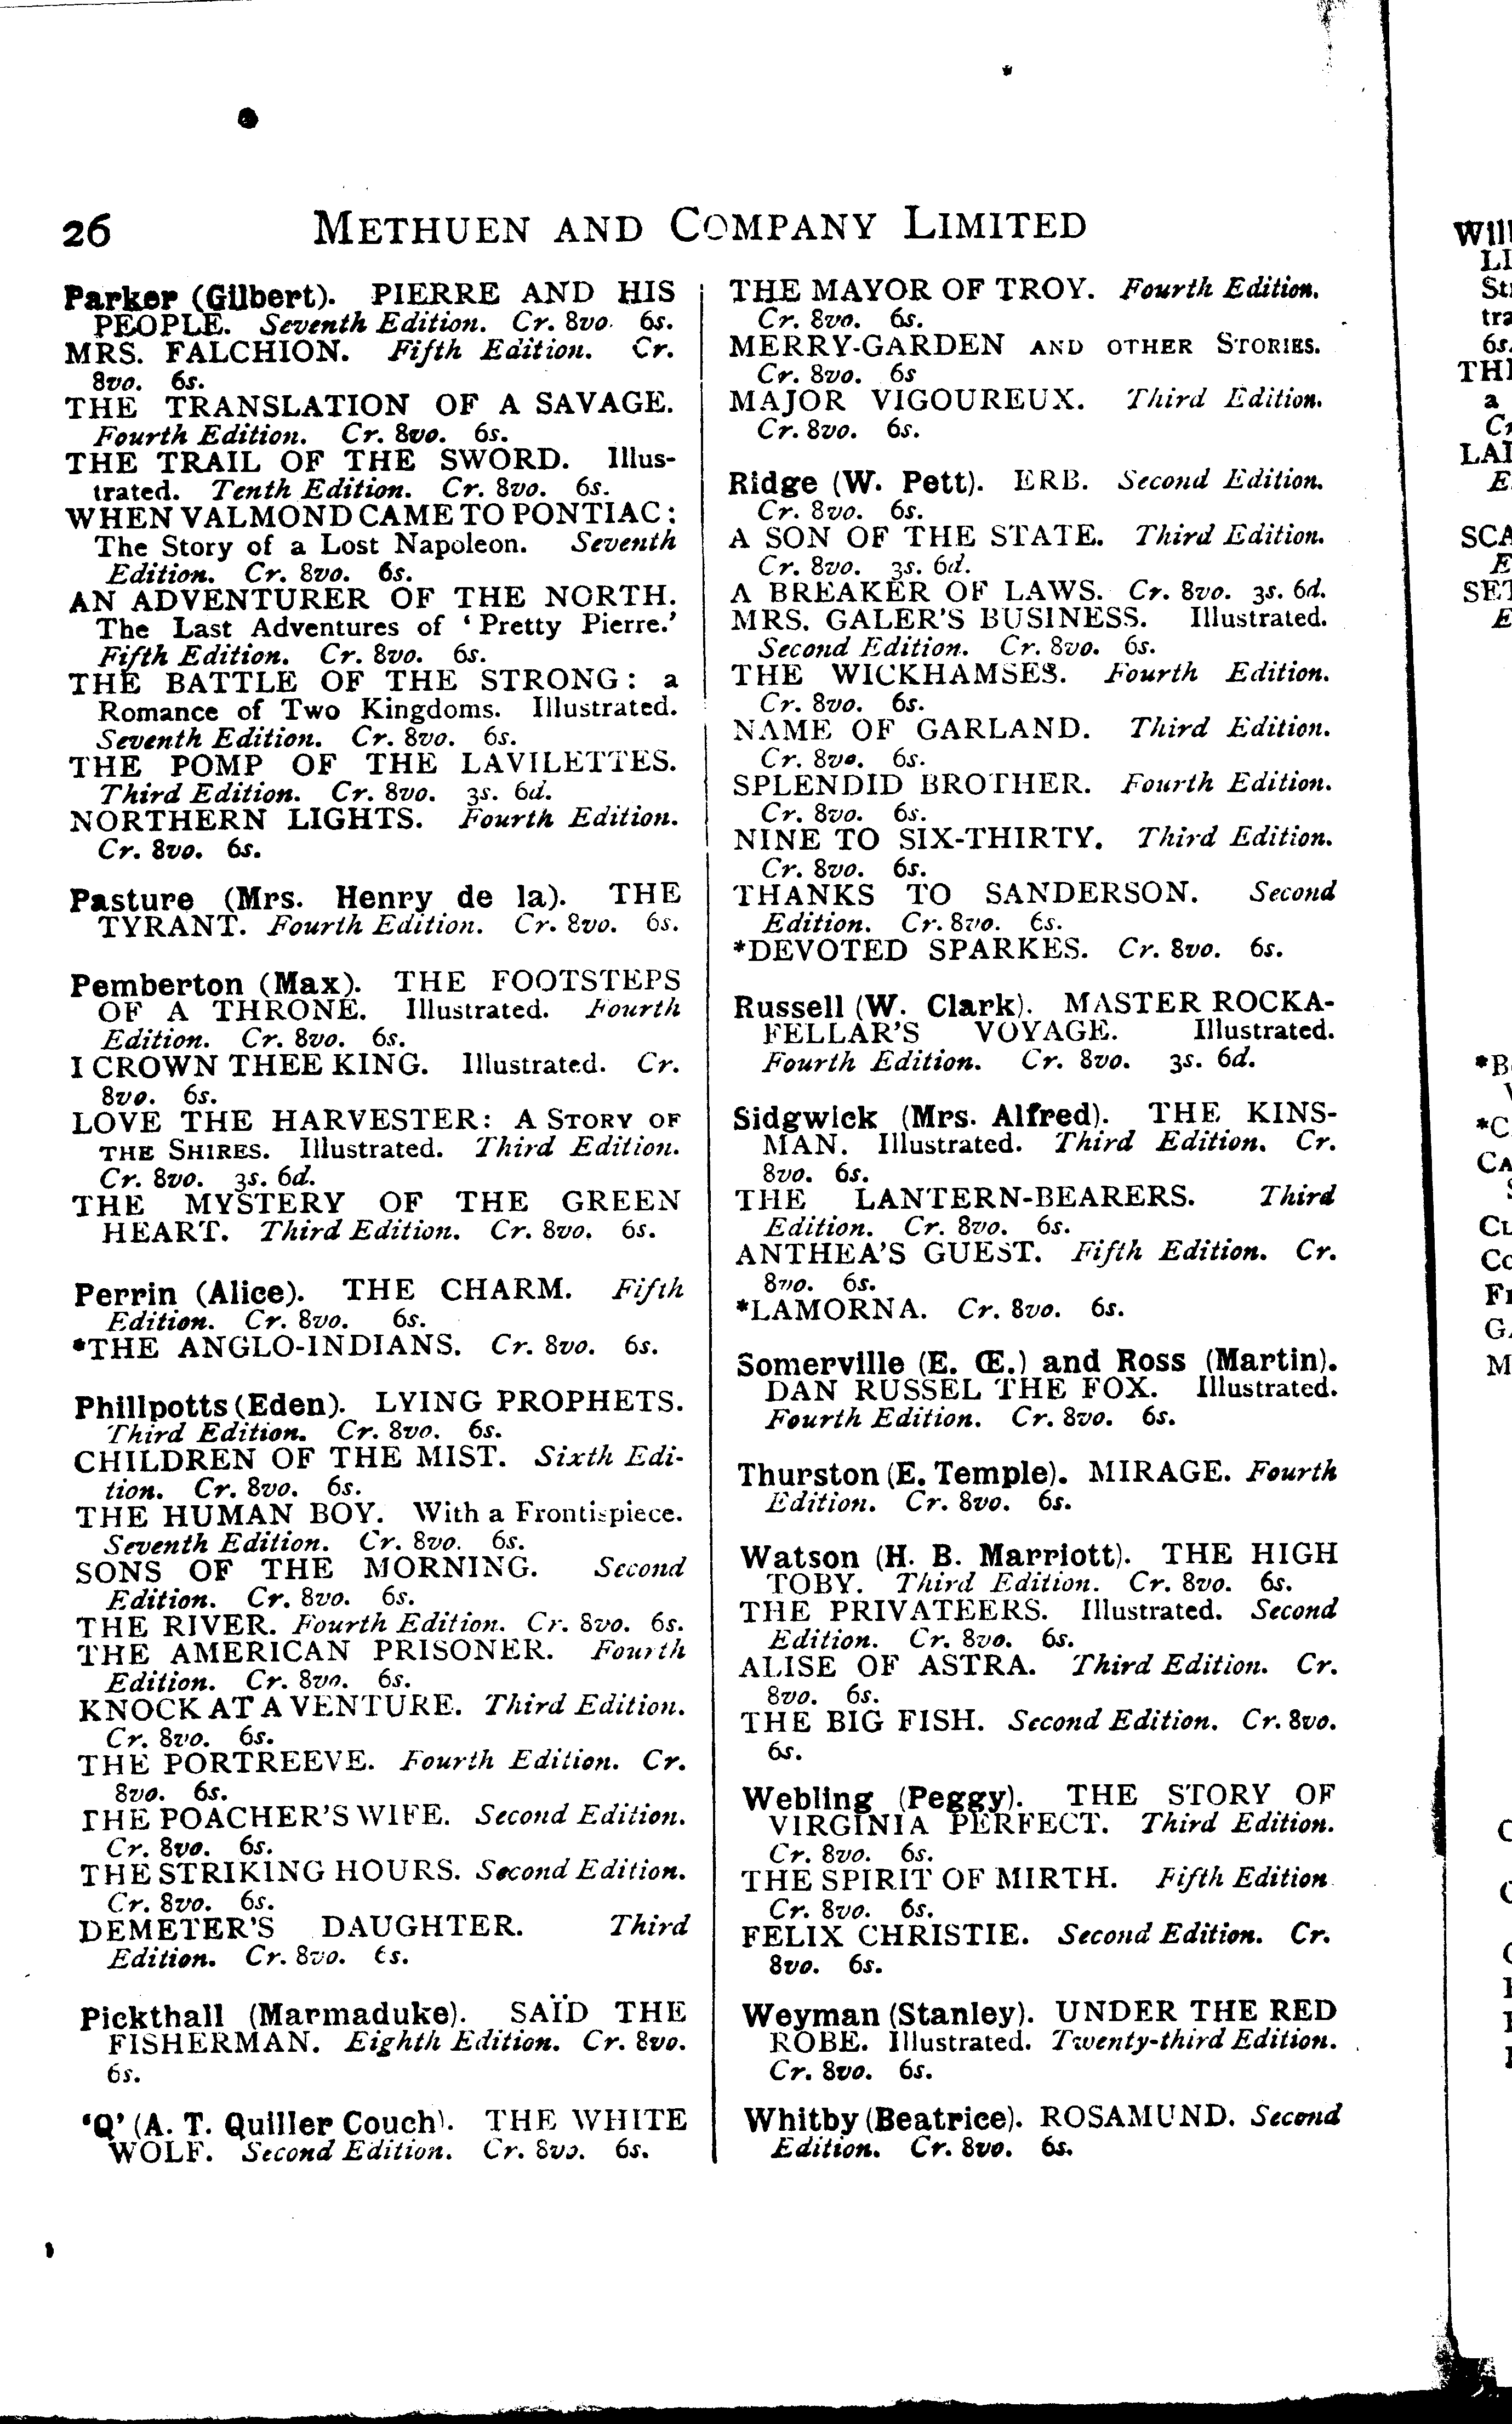 26 METHUEN AND COMPANY LIMITED
Parker (Gilbert). PIERRE AND HIS
PEOPLE. Seventh Edition. Cr. 8vo. 6s.
MRS. FALCHION. Fifth Edition. Cr.
8vo. 6s.
THE TRANSLATION OF A SAVAGE.
Fourth Edition. Cr. 8vo. 6s.
THE TRAIL OF THE SWORD. Illus-
trated. Tenth Edition. Cr. 8vo. 6s.
WHEN VALMOND CAME TO PONTIAC:
The Story of a Lost Napoleon. Seventh
Edition. Cr. 8vo. 6s.
AN ADVENTURER OF THE NORTH.
The Last Adventures of 'Pretty Pierre.'
Fifth Edition. Cr. 8vo. 6s.
THE BATTLE OF THE STRONG: a
Romance of Two Kingdoms. Illustrated.
Seventh Edition. Cr. 8vo. 6s.
THE POMP OF THE LAVILETTES.
Third Edition. Cr. 8vo. 3s. 6d.
NORTHERN LIGHTS. Fourth Edition.
Cr. 8vo. 6s.
Pasture (Mrs. Henry de la). THE
TYRANT. Fourth Edition. Cr. 8vo. 6s.
Pemberton (Max). THE FOOTSTEPS
OF A THRONE. Illustrated. Fourth
Edition. Cr. 8vo. 6s.
I CROWN THEE KING. Illustrated. Cr.
8vo. 6s.
LOVE THE HARVESTER: A STORY OF
THE SHIRES. Illustrated. Third Edition.
Cr. 8vo. 3s. 6d.
THE MYSTERY OF THE GREEN
HEART. Third Edition. Cr. 8vo. 6s.
Perrin (Alice). THE CHARM. Fifth
Edition. Cr. 8vo. 6s.
*THE ANGLO-INDIANS. Cr. 8vo. 6s.
Phillpotts (Eden). LYING PROPHETS.
Third Edition. Cr. 8vo. 6s.
CHILDREN OF THE MIST. Sixth Edi-
tion. Cr. 8vo. 6s.
THE HUMAN BOY. With a Frontispiece.
Seventh Edition. Cr. 8vo. 6s.
SONS OF THE MORNING. Second
Edition. Cr. 8vo. 6s.
THE RIVER. Fourth Edition. Cr. 8vo. 6s.
THE AMERICAN PRISONER. Fourth
Edition. Cr. 8vo. 6s.
KNOCK AT A VENTURE. Third Edition.
Cr. 8vo. 6s.
THE PORTREEVE. Fourth Edition. Cr.
8vo. 6s.
THE POACHER'S WIFE. Second Edition.
Cr. 8vo. 6s.
THE STRIKING HOURS. Second Edition.
Cr. 8vo. 6s.
DEMETER'S DAUGHTER. Third
Edition. Cr. 8vo. 6s.
Pickthall (Marmaduke). SAÏD THE
FISHERMAN. Eighth Edition. Cr. 8vo.
6s.
'Q' (A. T. Quiller Couch). THE WHITE
WOLF. Second Edition. Cr. 8vo. 6s.
THE MAYOR OF TROY. Fourth Edition.
Cr. 8vo. 6s.
MERRY-GARDEN AND OTHER STORIES.
Cr. 8vo. 6s
MAJOR VIGOUREUX. Third Edition.
Cr. 8vo. 6s.
Ridge (W. Pett). ERB. Second Edition.
Cr. 8vo. 6s.
A SON OF THE STATE. Third Edition.
Cr. 8vo. 3s. 6d.
A BREAKER OF LAWS. Cr. 8vo. 3s. 6d.
MRS. GALER'S BUSINESS. Illustrated.
Second Edition. Cr. 8vo. 6s.
THE WICKHAMSES. Fourth Edition.
Cr. 8vo. 6s.
NAME OF GARLAND. Third Edition.
Cr. 8vo. 6s.
SPLENDID BROTHER. Fourth Edition.
Cr. 8vo. 6s.
NINE TO SIX-THIRTY. Third Edition.
Cr. 8vo. 6s.
THANKS TO SANDERSON. Second
Edition. Cr. 8vo. 6s.
*DEVOTED SPARKES. Cr. 8vo. 6s.
Russell (W. Clark). MASTER ROCKA-
FELLAR'S VOYAGE. Illustrated.
Fourth Edition. Cr. 8vo. 3s. 6d.
Sidgwick (Mrs. Alfred). THE KINS-
MAN. Illustrated. Third Edition. Cr.
8vo. 6s.
THE LANTERN-BEARERS. Third
Edition. Cr. 8vo. 6s.
ANTHEA'S GUEST. Fifth Edition. Cr.
8vo. 6s.
*LAMORNA. Cr. 8vo. 6s.
Somerville (E. Œ.) and Ross (Martin).
DAN RUSSEL THE FOX. Illustrated.
Fourth Edition. Cr. 8vo. 6s.
Thurston (E. Temple). MIRAGE. Fourth
Edition. Cr. 8vo. 6s.
Watson (H. B. Marriott). THE HIGH
TOBY. Third Edition. Cr. 8vo. 6s.
THE PRIVATEERS. Illustrated. Second
Edition. Cr. 8vo. 6s.
ALISE OF ASTRA. Third Edition. Cr.
8vo. 6s.
THE BIG FISH. Second Edition. Cr. 8vo.
6s.
Webling (Peggy). THE STORY OF
VIRGINIA PERFECT. Third Edition.
Cr. 8vo. 6s.
THE SPIRIT OF MIRTH. Fifth Edition
Cr. 8vo. 6s.
FELIX CHRISTIE. Second Edition. Cr.
8vo. 6s.
Weyman (Stanley). UNDER THE RED
ROBE. Illustrated. Twenty-third Edition.
Cr. 8vo. 6s.
Whitby (Beatrice). ROSAMUND. Second
Edition. Cr. 8vo. 6s.